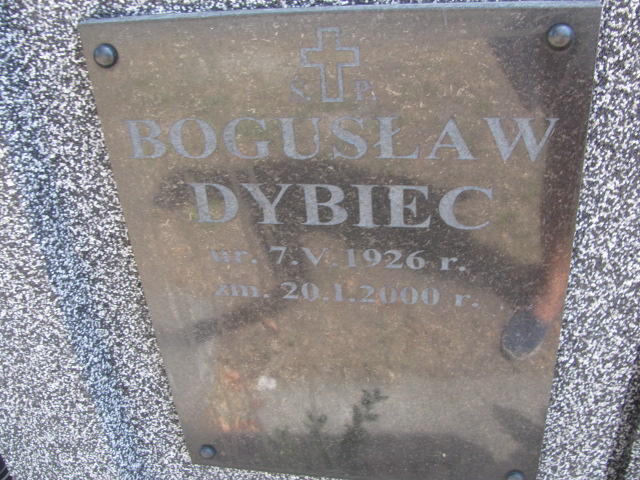 Ś. P.
BOGUSŁAW
DYBIEC
ur. 7.V.1926 r.
zm. 20.I.2000 r.